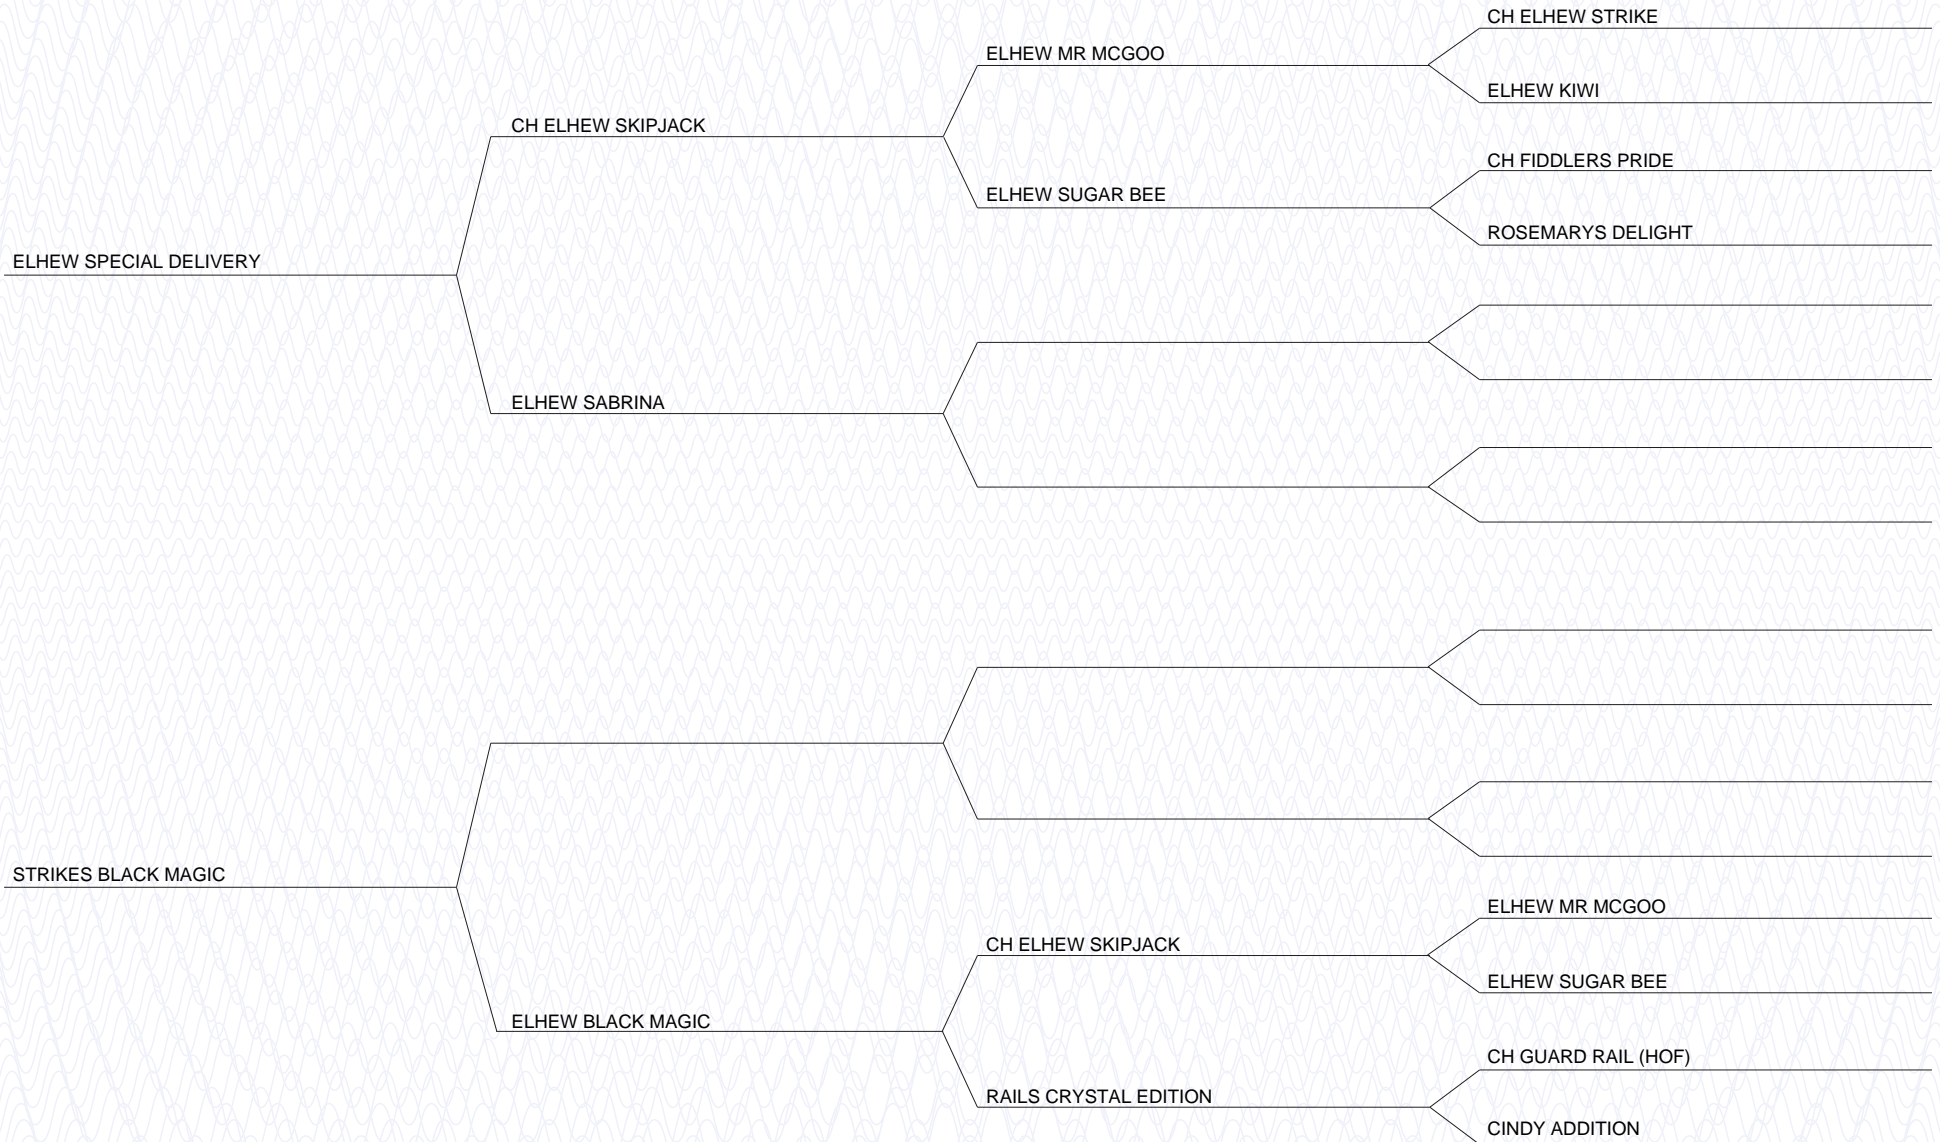 CH ELHEW STRIKE
ELHEW MR MCGOO
ELHEW KIWI
CH ELHEW SKIPJACK
CH FIDDLERS PRIDE
ELHEW SUGAR BEE
ROSEMARYS DELIGHT
ELHEW SPECIAL DELIVERY
ELHEW SABRINA
STRIKES BLACK MAGIC
ELHEW MR MCGOO
CH ELHEW SKIPJACK
ELHEW SUGAR BEE
ELHEW BLACK MAGIC
CH GUARD RAIL (HOF)
RAILS CRYSTAL EDITION
CINDY ADDITION